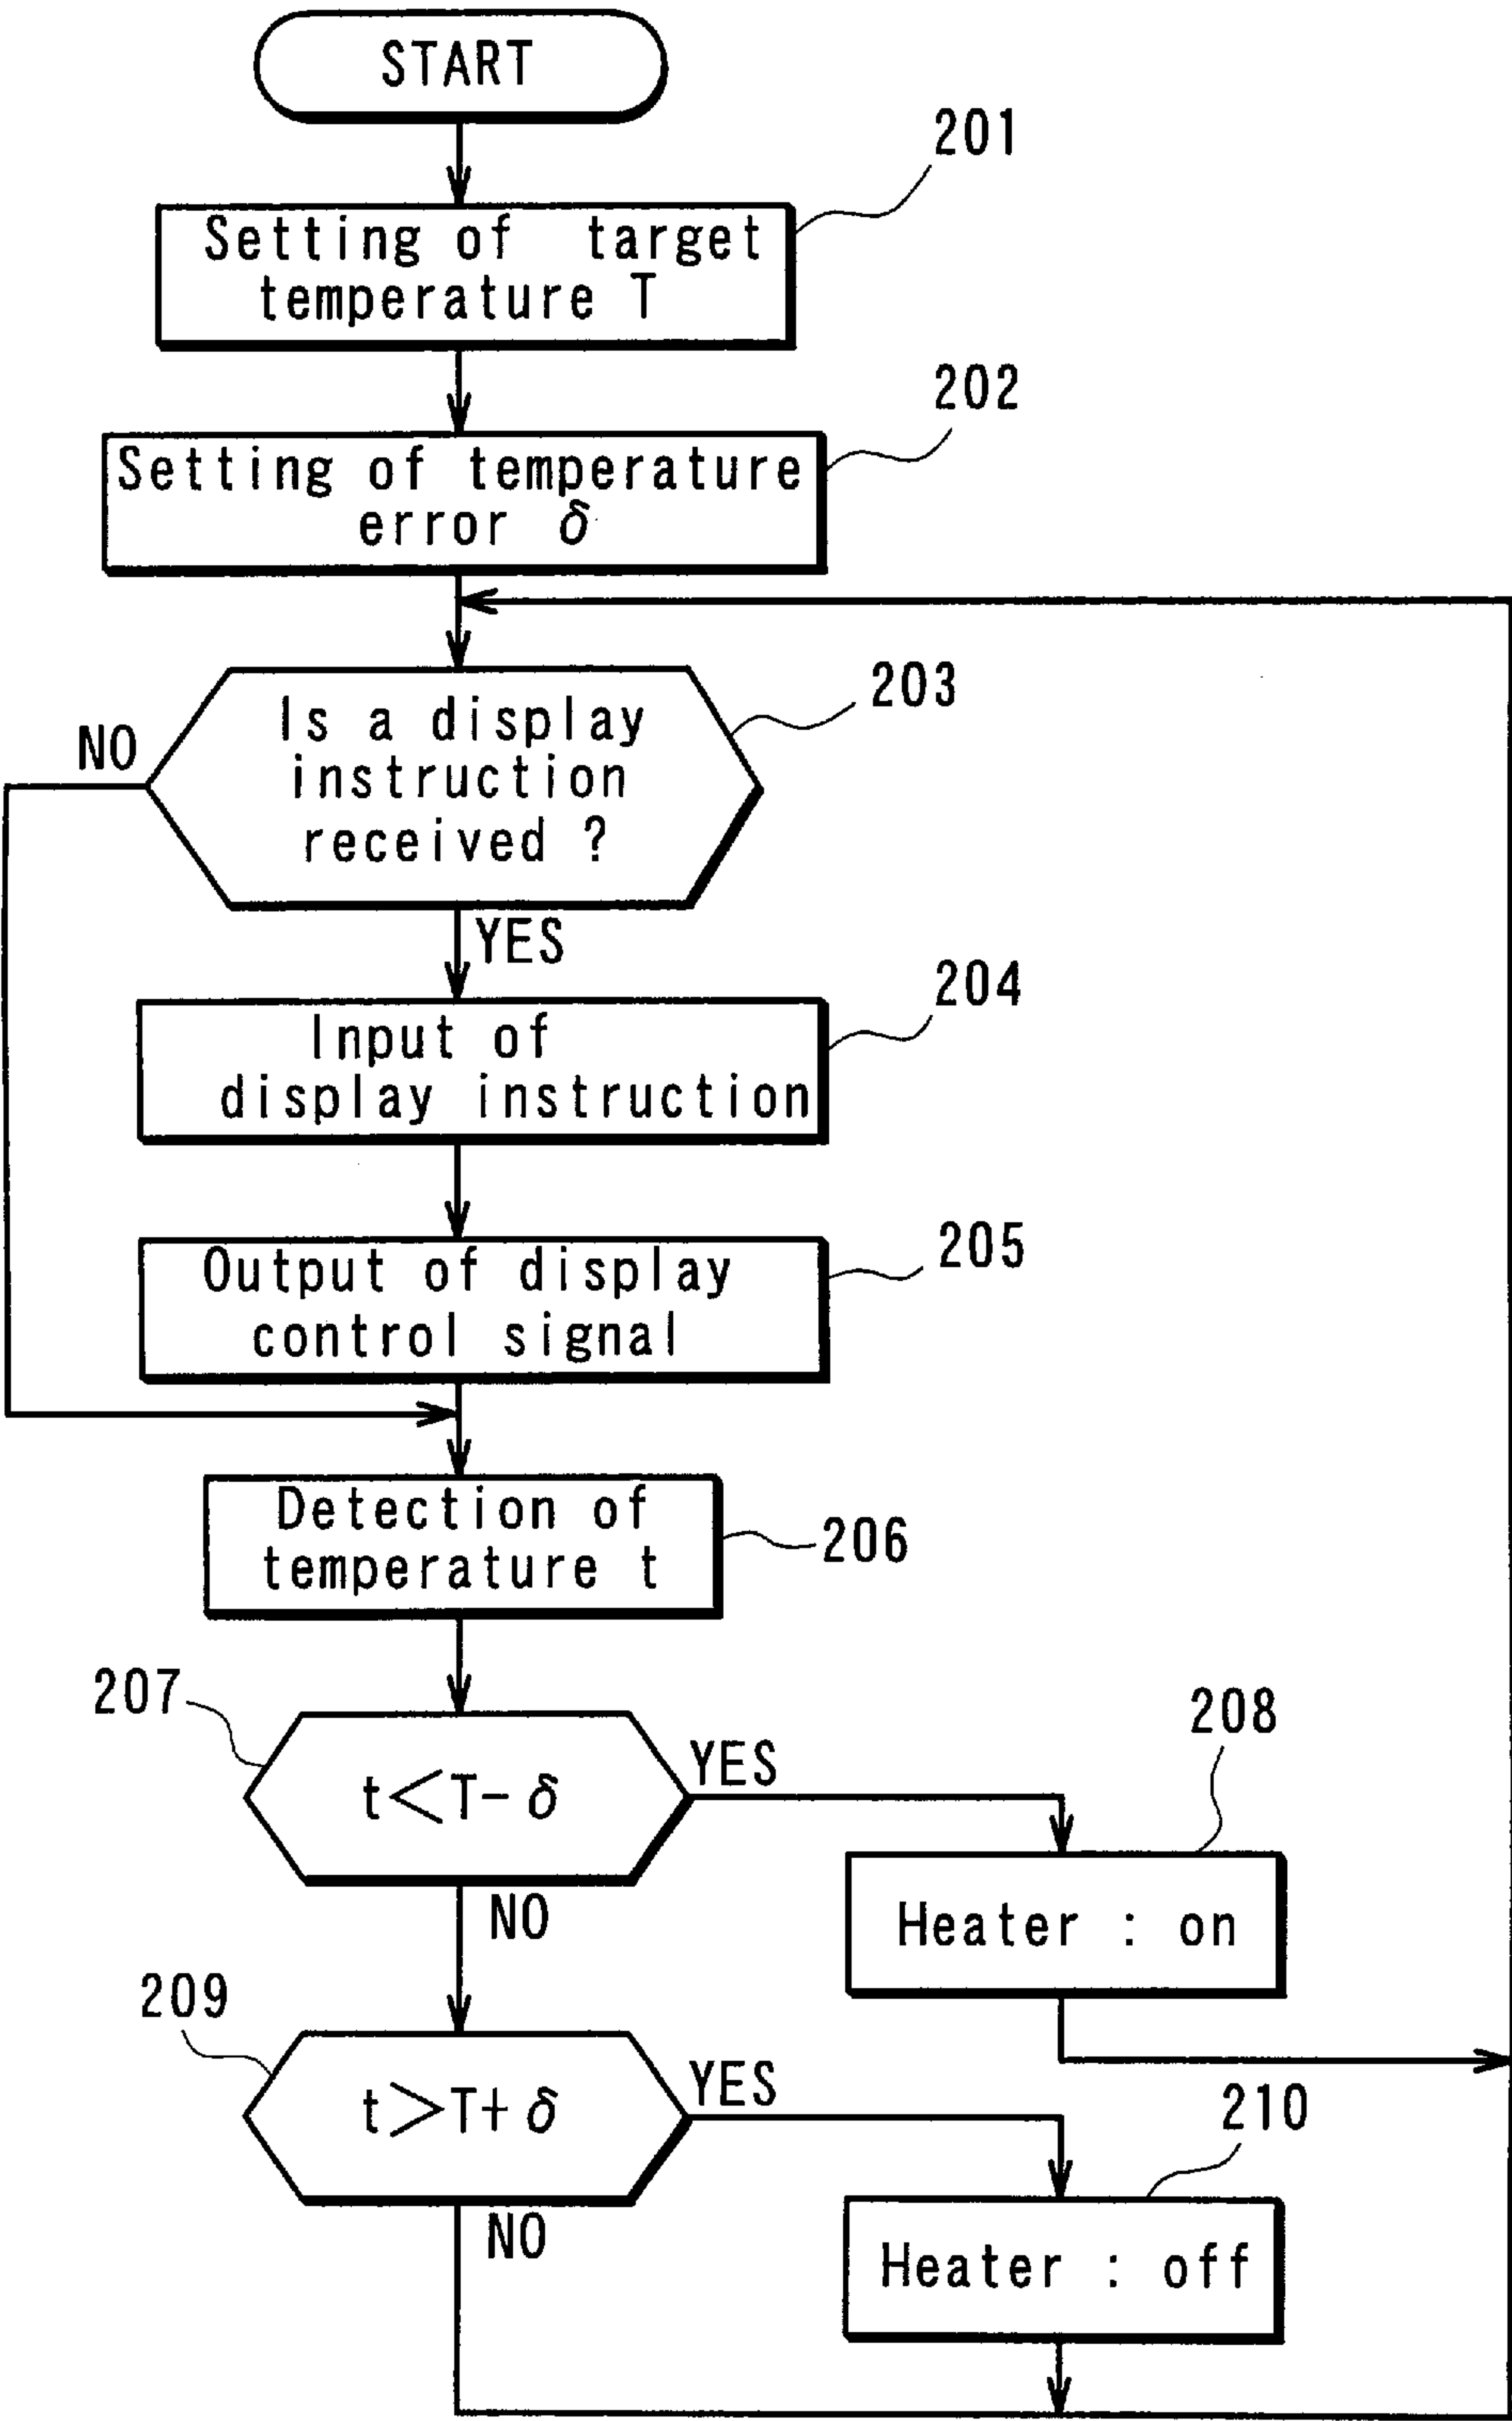 START
201
Setting of target
temperature T
202
Setting of temperature
error δ
203
Is a display
instruction
received ?
NO
YES
204
Input of
display instruction
205
Output of display
control signal
Detection of
temperature t
206
207
t<T-δ
YES
208
Heater : on
NO
209
t>T+δ
YES
210
Heater : off
NO